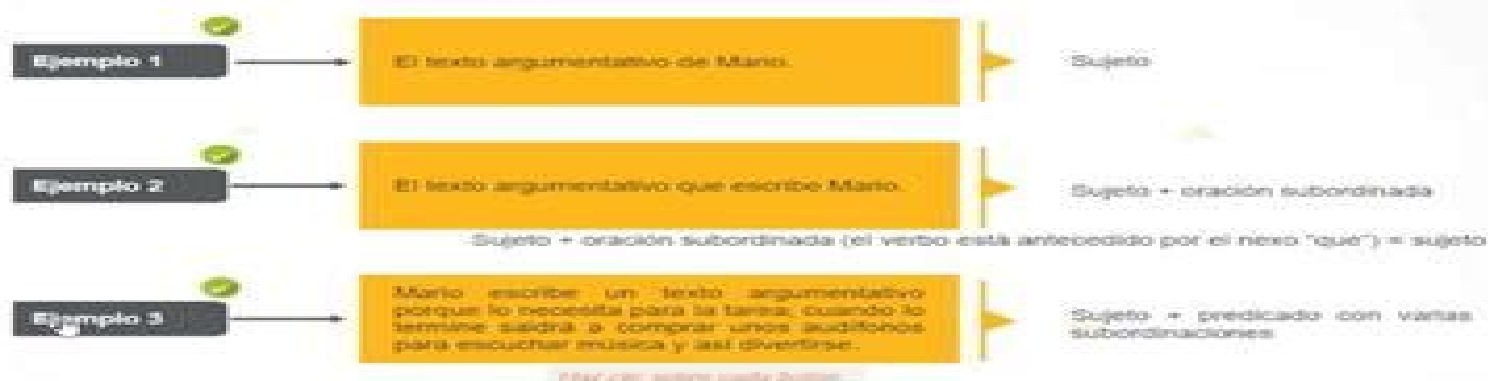 Ejemplo 1
El texto argumentativo de Mario.
Sujeto
Ejemplo 2
El texto argumentativo que escribe Mario.
Sujeto + oración subordinada
Sujeto + oración subordinada (el verbo está antecedido por el nexo "que") = sujeto
Ejemplo 3
Mario escribe un texto argumentativo
porque lo necesita para la tarea; cuando lo
termine saldrá a comprar unos audífonos
para escuchar música y así divertirse.
Sujeto + predicado con varias
subordinaciones